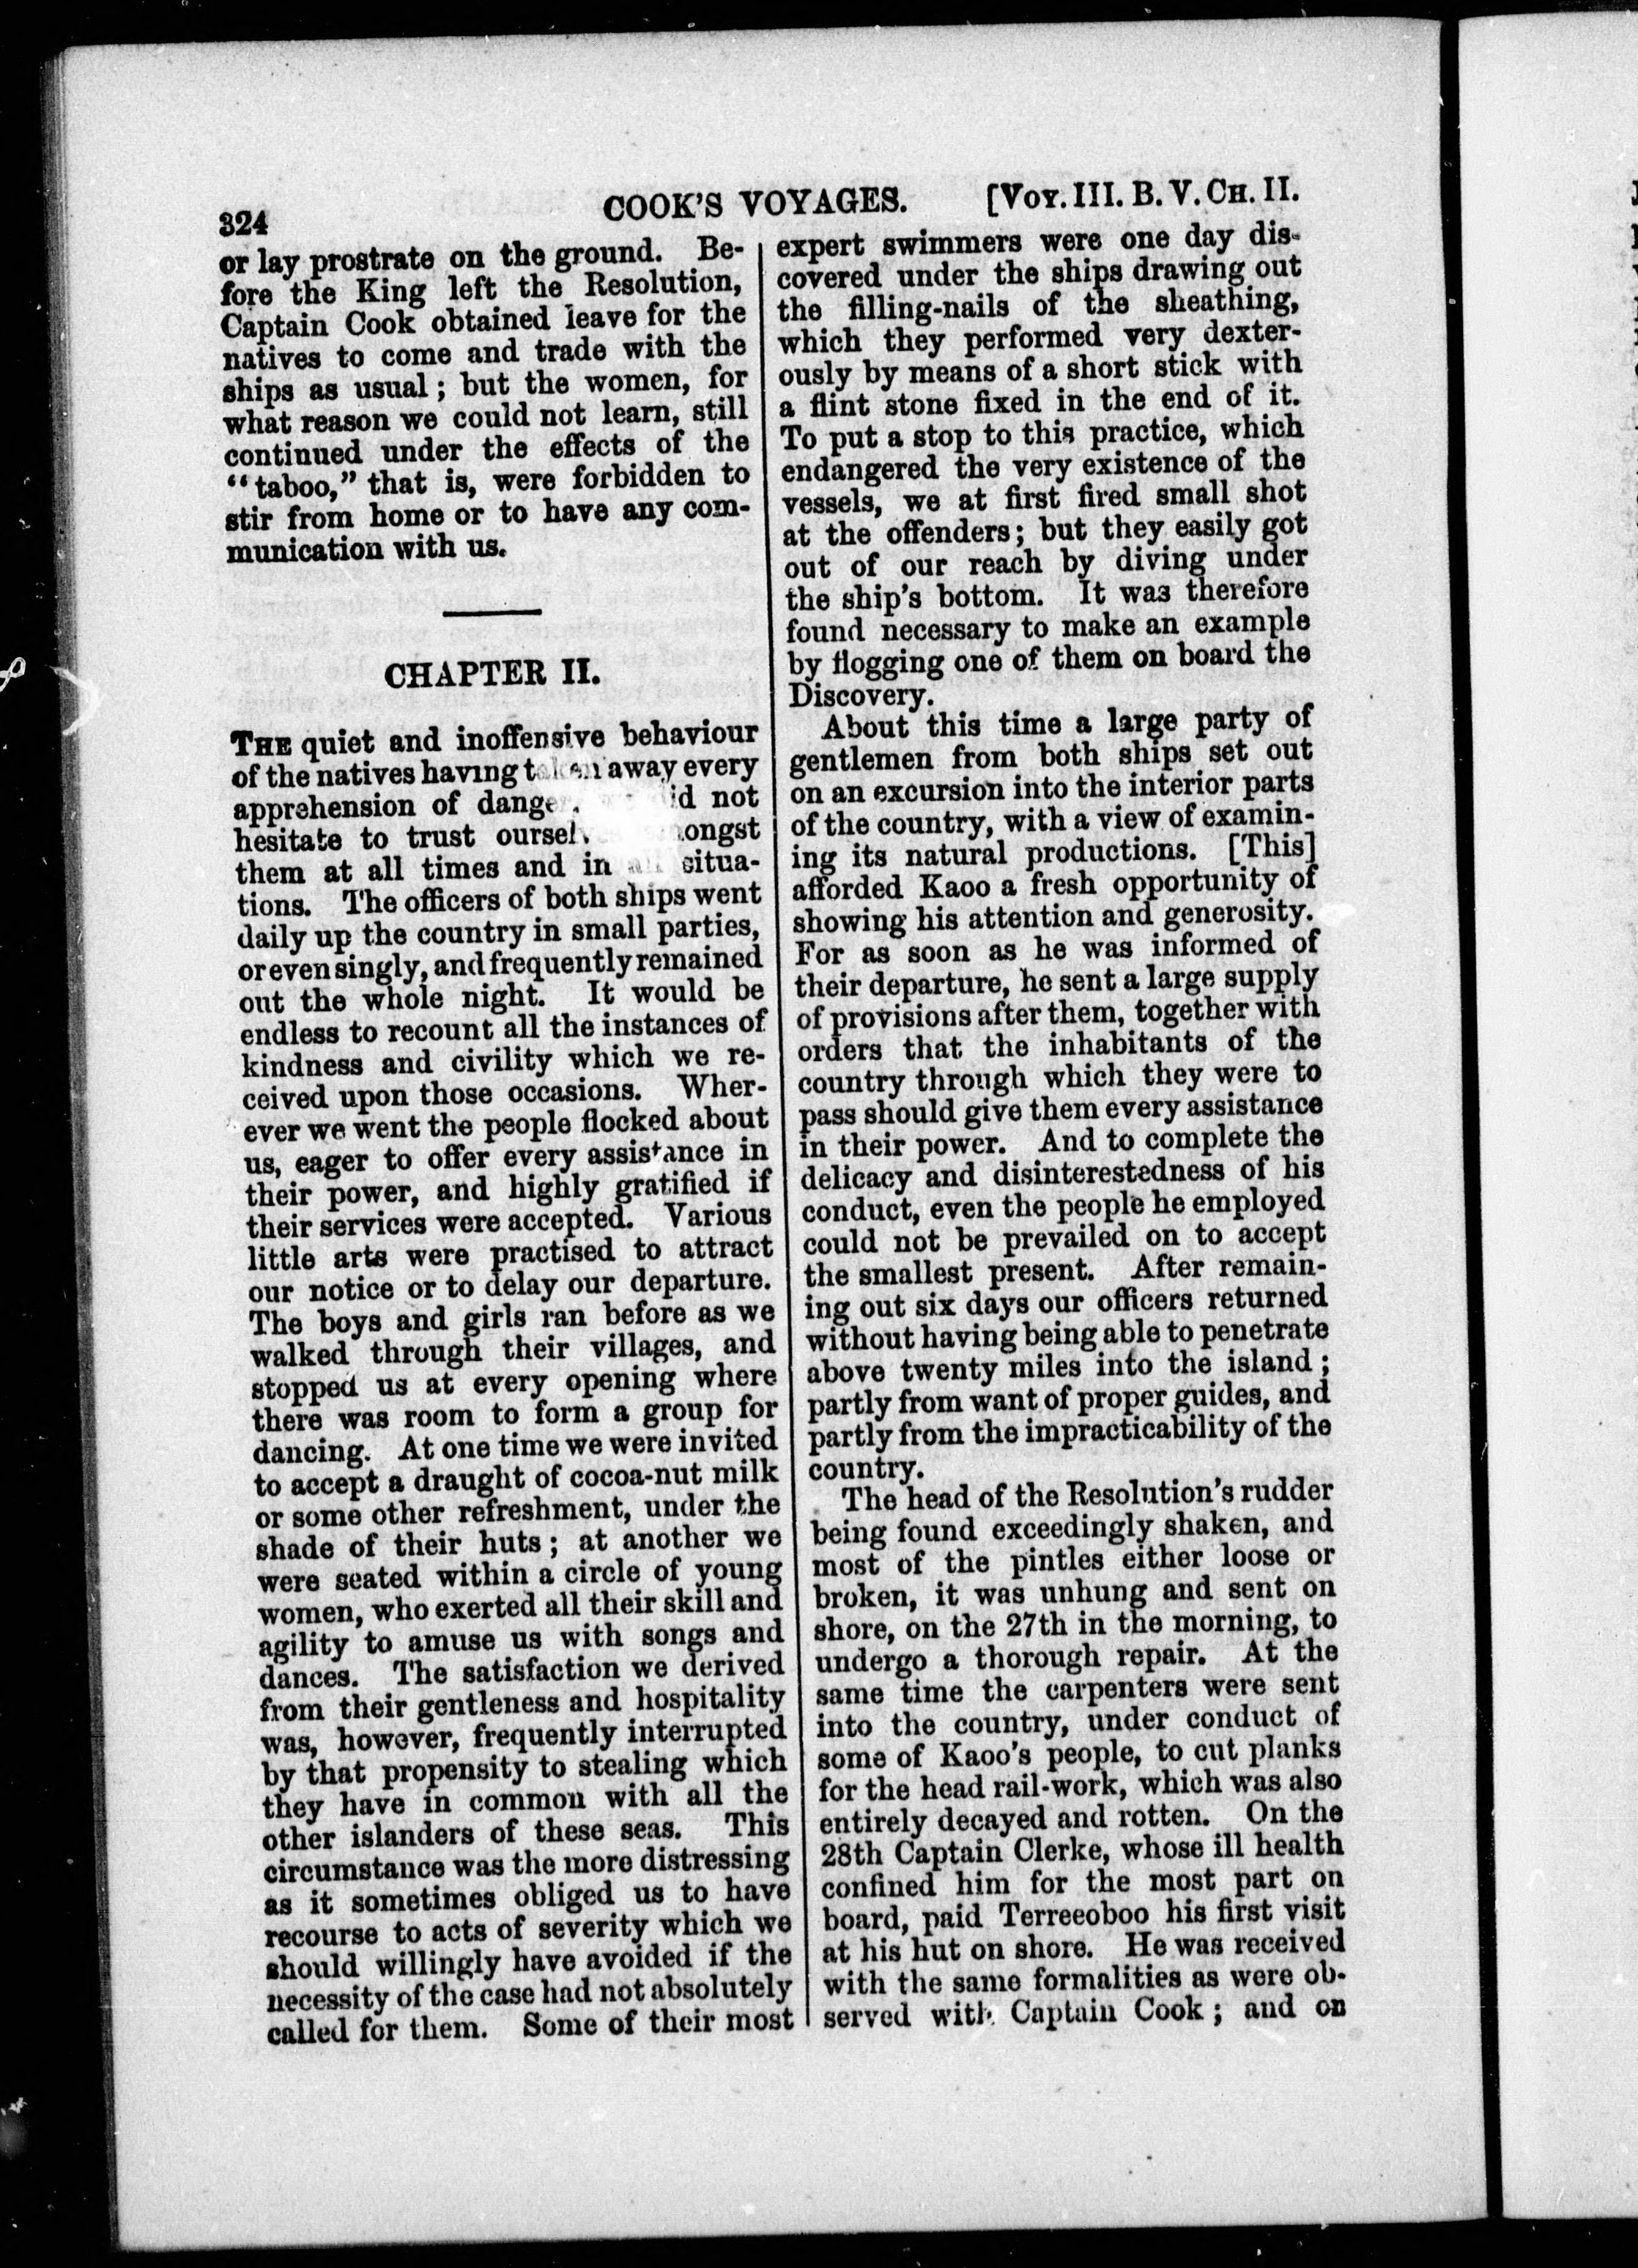 324
COOK'S VOYAGES.
[VOY. III. B. V. CH. II.
or lay prostrate on the ground. Be-
fore the King left the Resolution,
Captain Cook obtained leave for the
natives to come and trade with the
ships as usual; but the women, for
what reason we could not learn, still
continued under the effects of the
"taboo," that is, were forbidden to
stir from home or to have any com-
munication with us.
CHAPTER II.
THE quiet and inoffensive behaviour
of the natives having taken away every
apprehension of danger, did not
hesitate to trust ourselves amongst
them at all times and in all situa-
tions. The officers of both ships went
daily up the country in small parties,
or even singly, and frequently remained
out the whole night. It would be
endless to recount all the instances of
kindness and civility which we re-
ceived upon those occasions. Wher-
ever we went the people flocked about
us, eager to offer every assistance in
their power, and highly gratified if
their services were accepted. Various
little arts were practised to attract
our notice or to delay our departure.
The boys and girls ran before as we
walked through their villages, and
stopped us at every opening where
there was room to form a group for
dancing. At one time we were invited
to accept a draught of cocoa-nut milk
or some other refreshment, under the
shade of their huts; at another we
were seated within a circle of young
women, who exerted all their skill and
agility to amuse us with songs and
dances. The satisfaction we derived
from their gentleness and hospitality
was, however, frequently interrupted
by that propensity to stealing which
they have in common with all the
other islanders of these seas. This
circumstance was the more distressing
as it sometimes obliged us to have
recourse to acts of severity which we
should willingly have avoided if the
necessity of the case had not absolutely
called for them. Some of their most
expert swimmers were one day dis-
covered under the ships drawing out
the filling-nails of the sheathing,
which they performed very dexter-
ously by means of a short stick with
a flint stone fixed in the end of it.
To put a stop to this practice, which
endangered the very existence of the
vessels, we at first fired small shot
at the offenders; but they easily got
out of our reach by diving under
the ship's bottom. It was therefore
found necessary to make an example
by flogging one of them on board the
Discovery.
About this time a large party of
gentlemen from both ships set out
on an excursion into the interior parts
of the country, with a view of examin-
ing its natural productions. [This]
afforded Kaoo a fresh opportunity of
showing his attention and generosity.
For as soon as he was informed of
their departure, he sent a large supply
of provisions after them, together with
orders that the inhabitants of the
country through which they were to
pass should give them every assistance
in their power. And to complete the
delicacy and disinterestedness of his
conduct, even the people he employed
could not be prevailed on to accept
the smallest present. After remain-
ing out six days our officers returned
without having being able to penetrate
above twenty miles into the island;
partly from want of proper guides, and
partly from the impracticability of the
country.
The head of the Resolution's rudder
being found exceedingly shaken, and
most of the pintles either loose or
broken, it was unhung and sent on
shore, on the 27th in the morning, to
undergo a thorough repair. At the
same time the carpenters were sent
into the country, under conduct of
some of Kaoo's people, to cut planks
for the head rail-work, which was also
entirely decayed and rotten. On the
28th Captain Clerke, whose ill health
confined him for the most part on
board, paid Terreeoboo his first visit
at his hut on shore. He was received
with the same formalities as were ob-
served with Captain Cook; and on